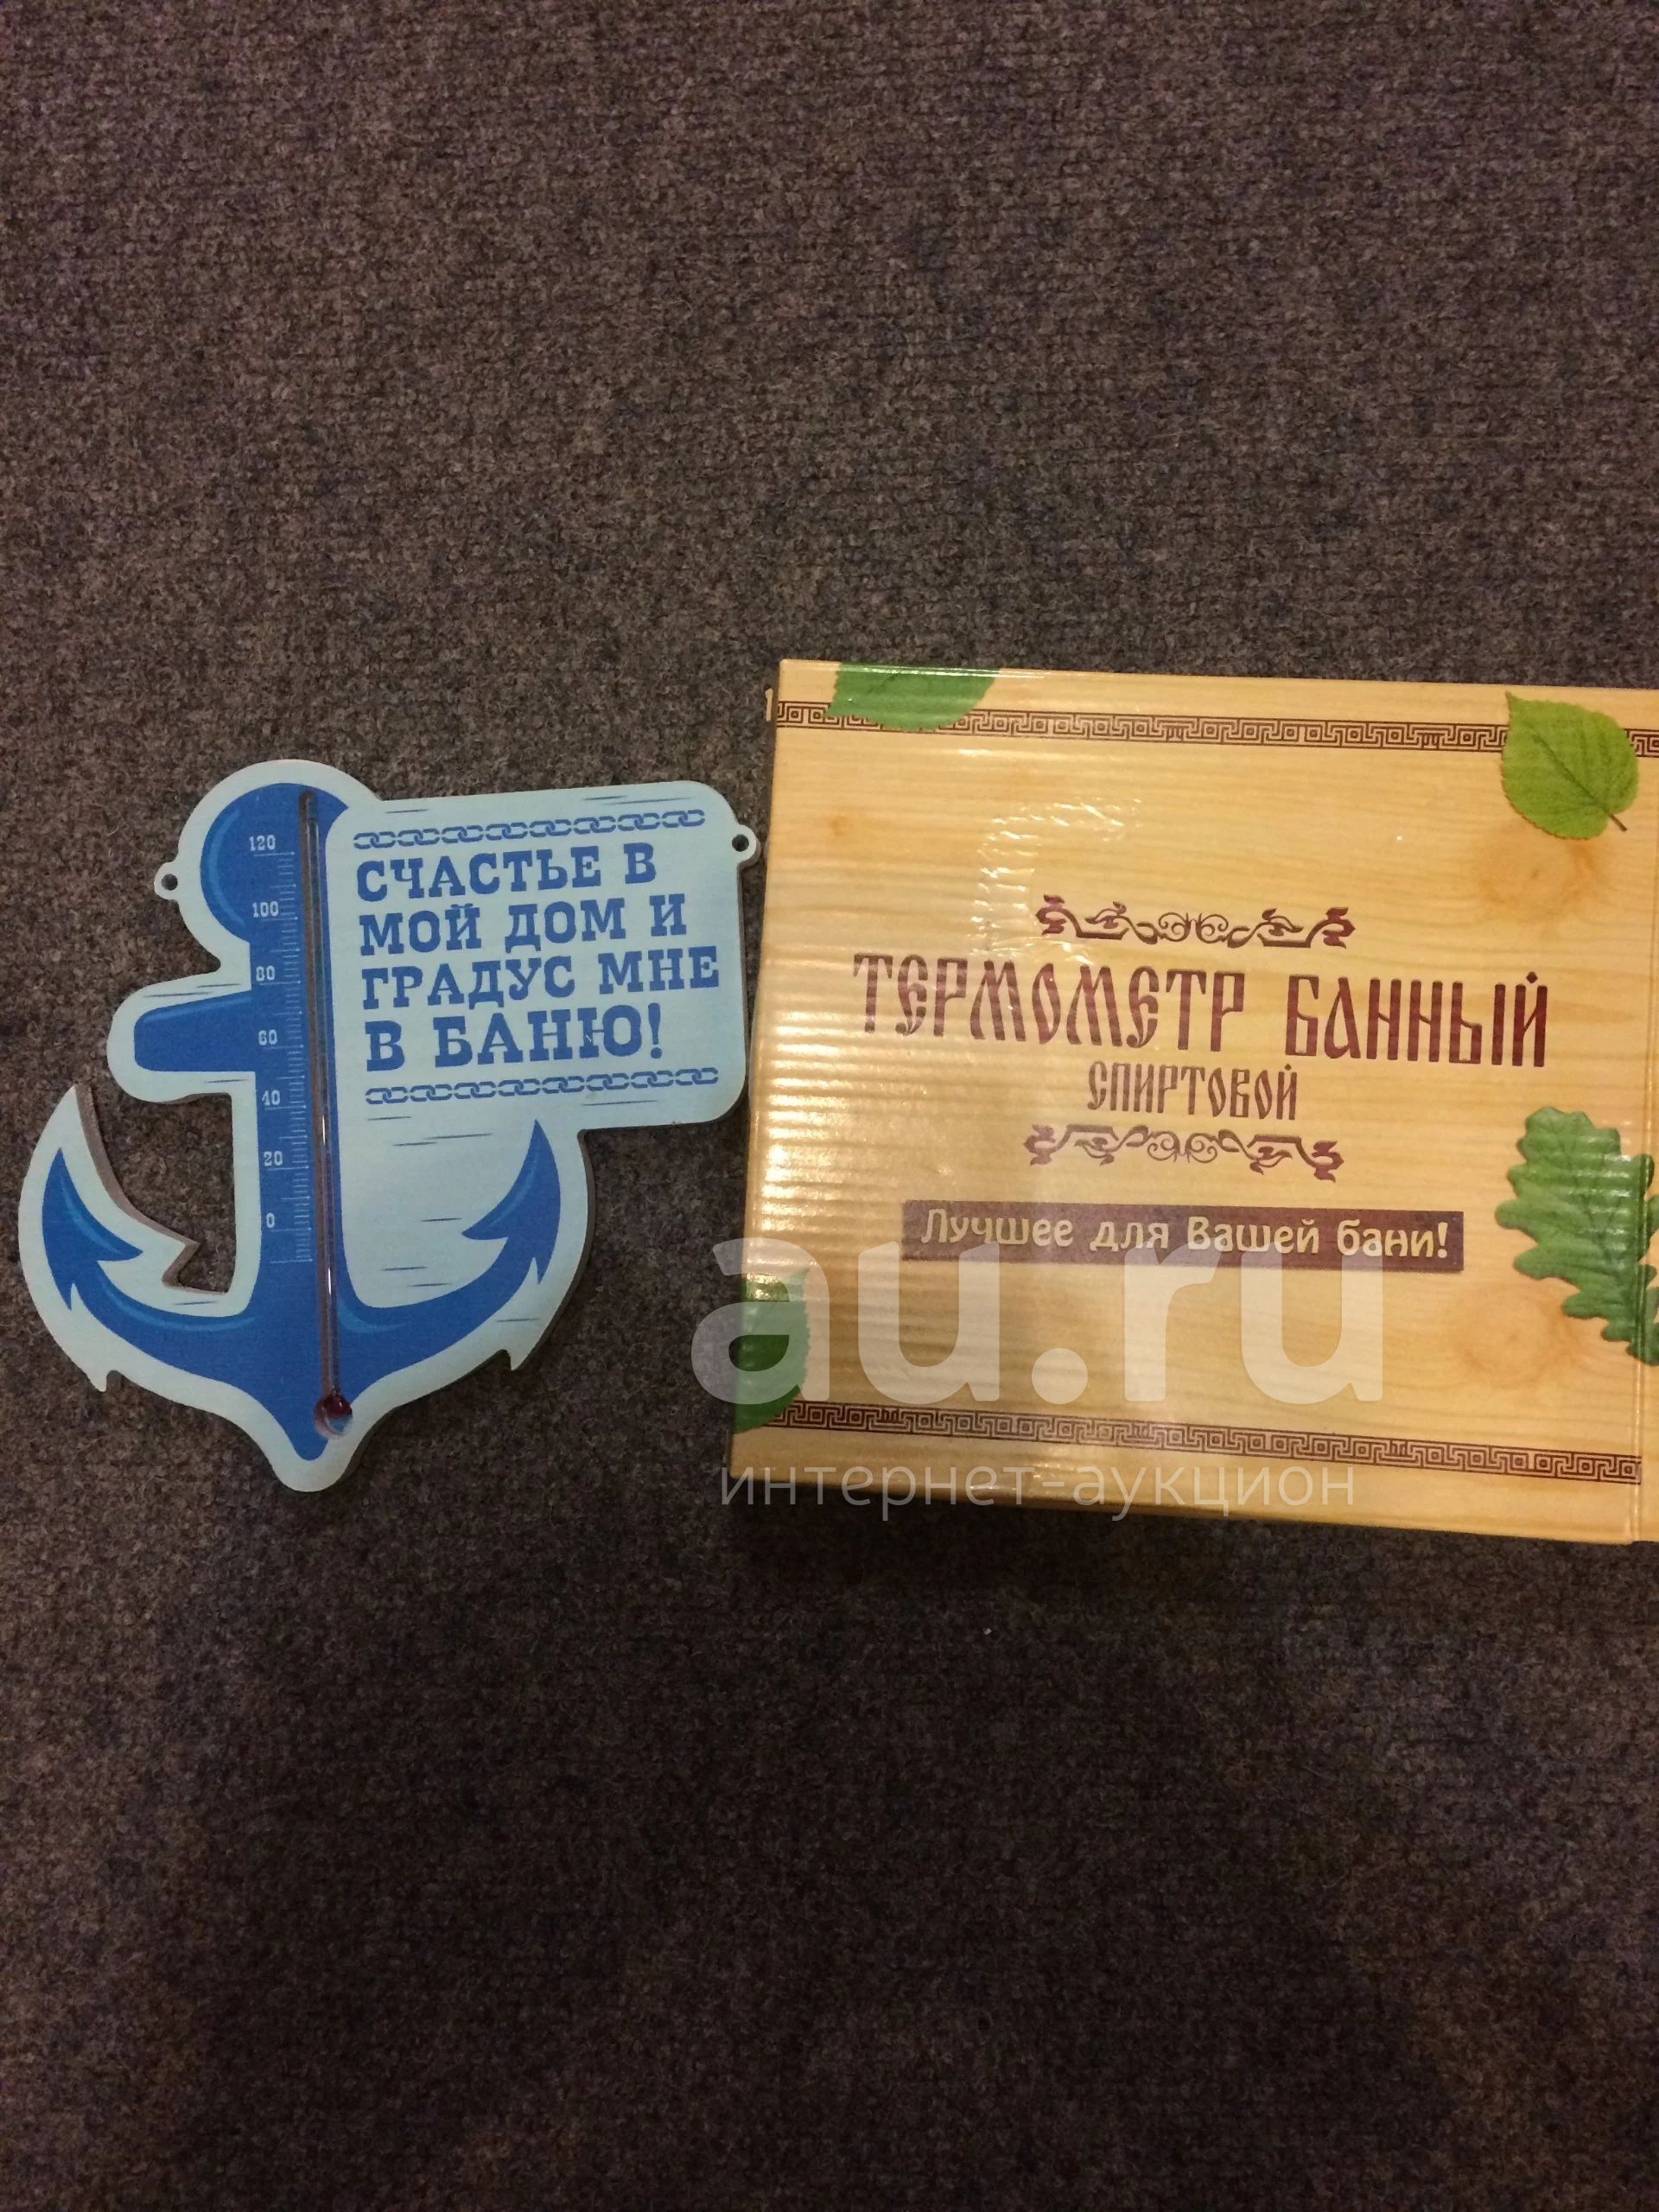 120
100
80
60
40
20
0
СЧАСТЬЕ В
МОЙ ДОМ И
ГРАДУС МНЕ
В БАНЮ!
ТЕРМОМЕТР БАННЫЙ
СПИРТОВОЙ
Лучшее для Вашей бани!
au.ru
интернет-аукцион